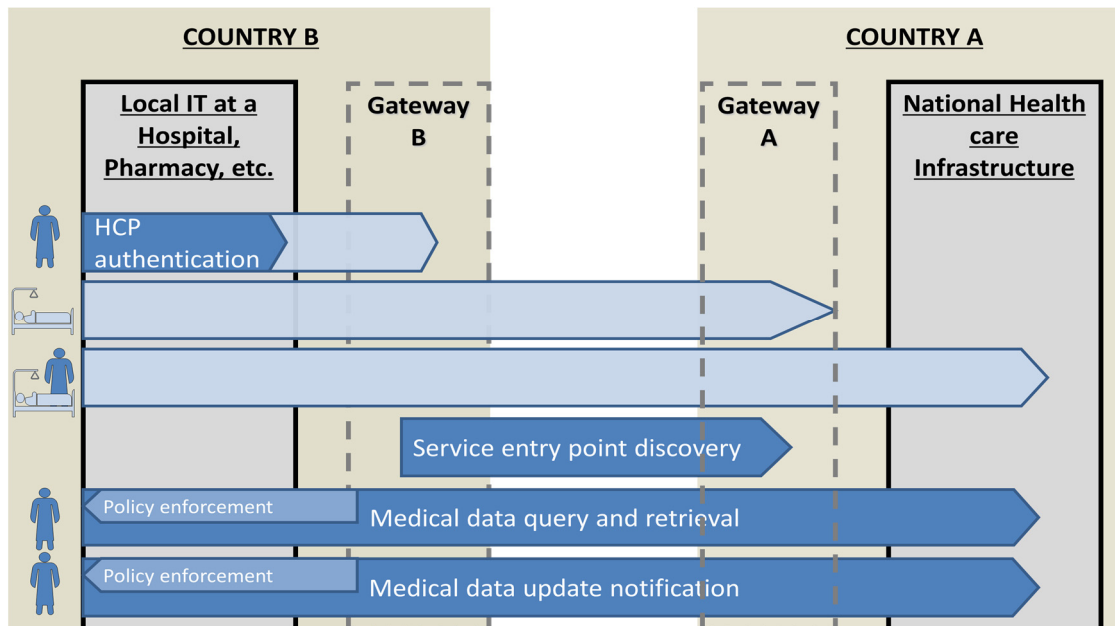 COUNTRY B
COUNTRY A
Local IT at a
Hospital,
Pharmacy, etc.
Gateway
B
Gateway
A
National Health
care
Infrastructure
HCP
authentication
Service entry point discovery
Policy enforcement
Medical data query and retrieval
Policy enforcement
Medical data update notification